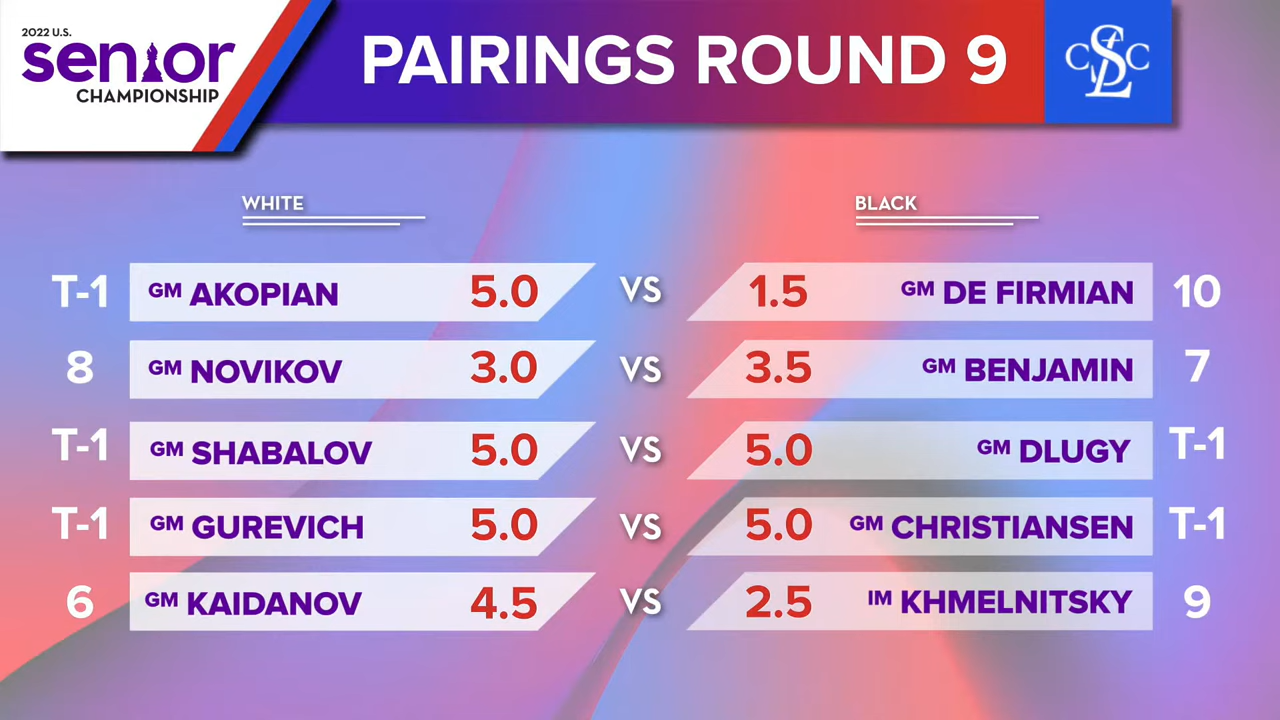 2022 U.S.
senior
CHAMPIONSHIP
PAIRINGS ROUND 9
CSLC
WHITE BLACK
T-1 GM AKOPIAN 5.0 VS 1.5 GM DE FIRMIAN 10
8 GM NOVIKOV 3.0 VS 3.5 GM BENJAMIN 7
T-1 GM SHABALOV 5.0 VS 5.0 GM DLUGY T-1
T-1 GM GUREVICH 5.0 VS 5.0 GM CHRISTIANSEN T-1
6 GM KAIDANOV 4.5 VS 2.5 IM KHMELNITSKY 9